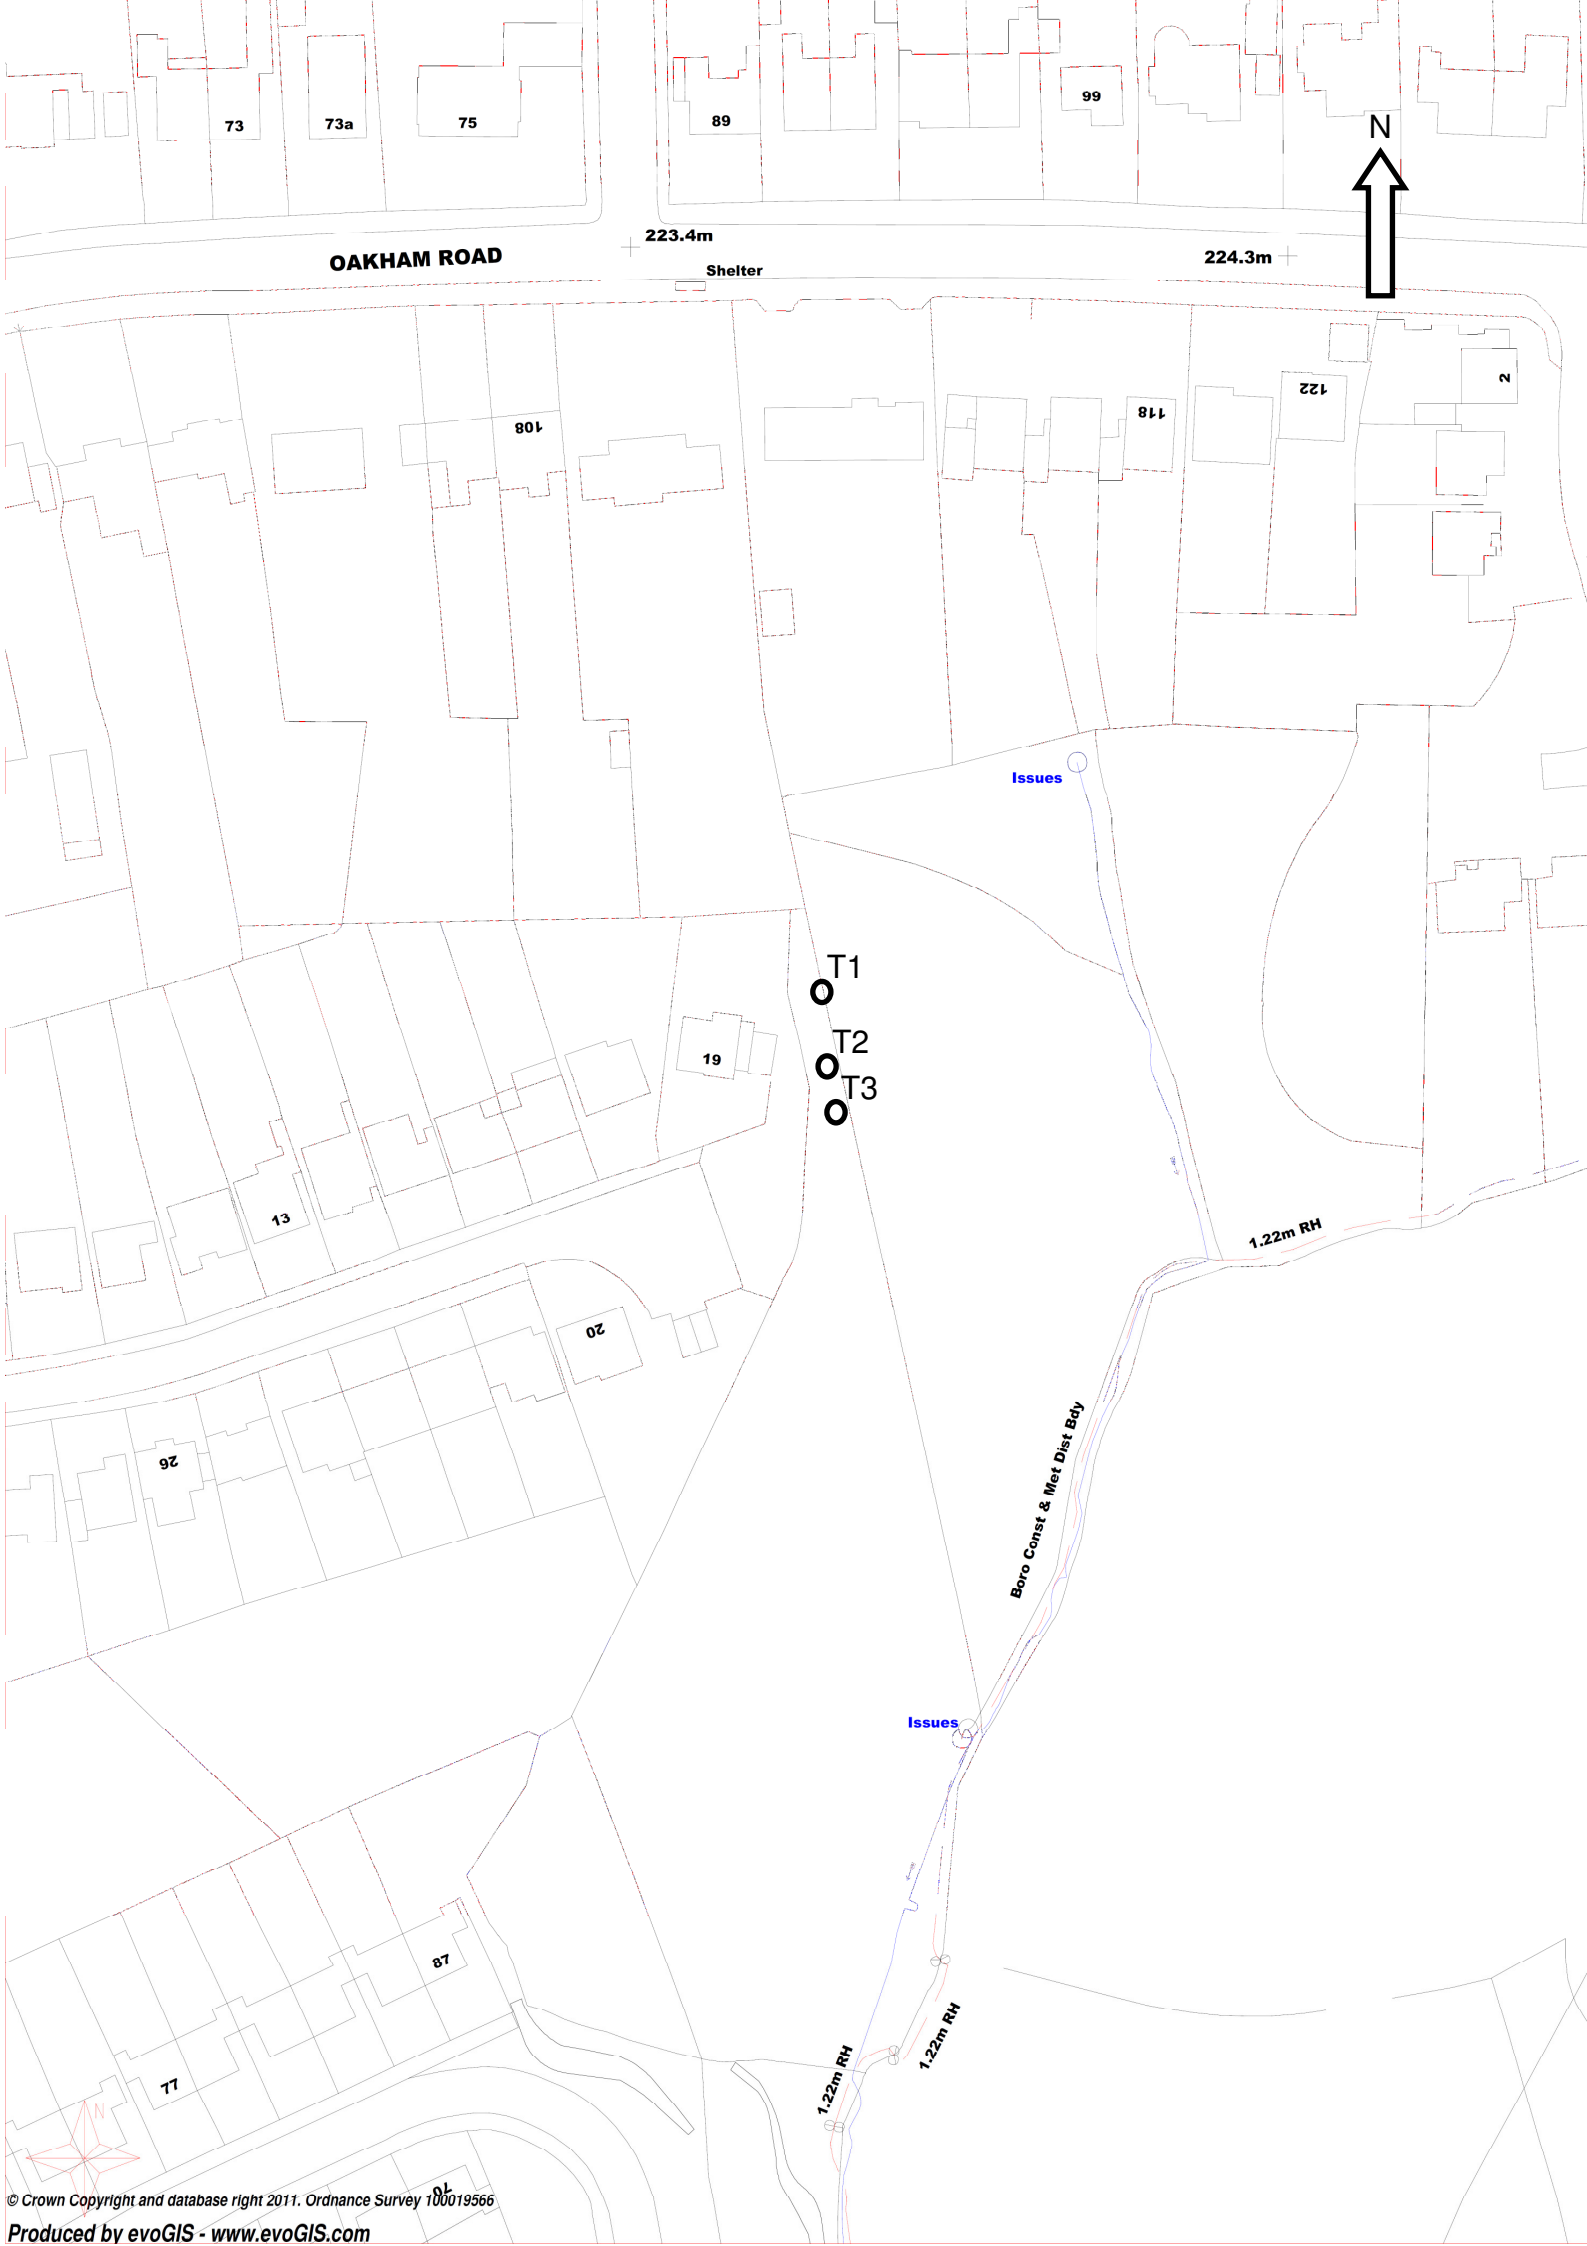 99
73
73a
75
89
N
223.4m
OAKHAM ROAD
224.3m
Shelter
2
122
118
108
Issues
T1
T2
19
T3
13
1.22m RH
20
Boro Const & Met Dist Bdy
26
Issues
87
1.22m RH
1.22m RH
77
N
70
© Crown Copyright and database right 2011. Ordnance Survey 100019566
Produced by evoGIS - www.evoGIS.com